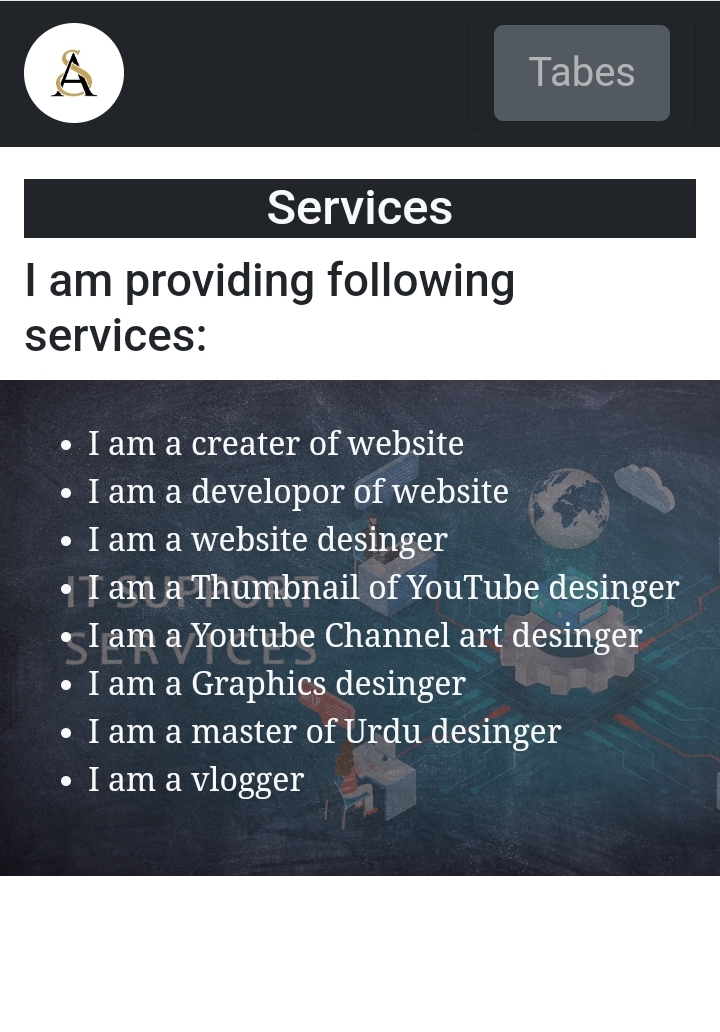 Tabes
Services
I am providing following
services:
• I am a creater of website
• I am a developor of website
• I am a website desinger
• I am a Thumbnail of YouTube desinger
• I am a Youtube Channel art desinger
• I am a Graphics desinger
• I am a master of Urdu desinger
• I am a vlogger
IT SUPPORT
SERVICES